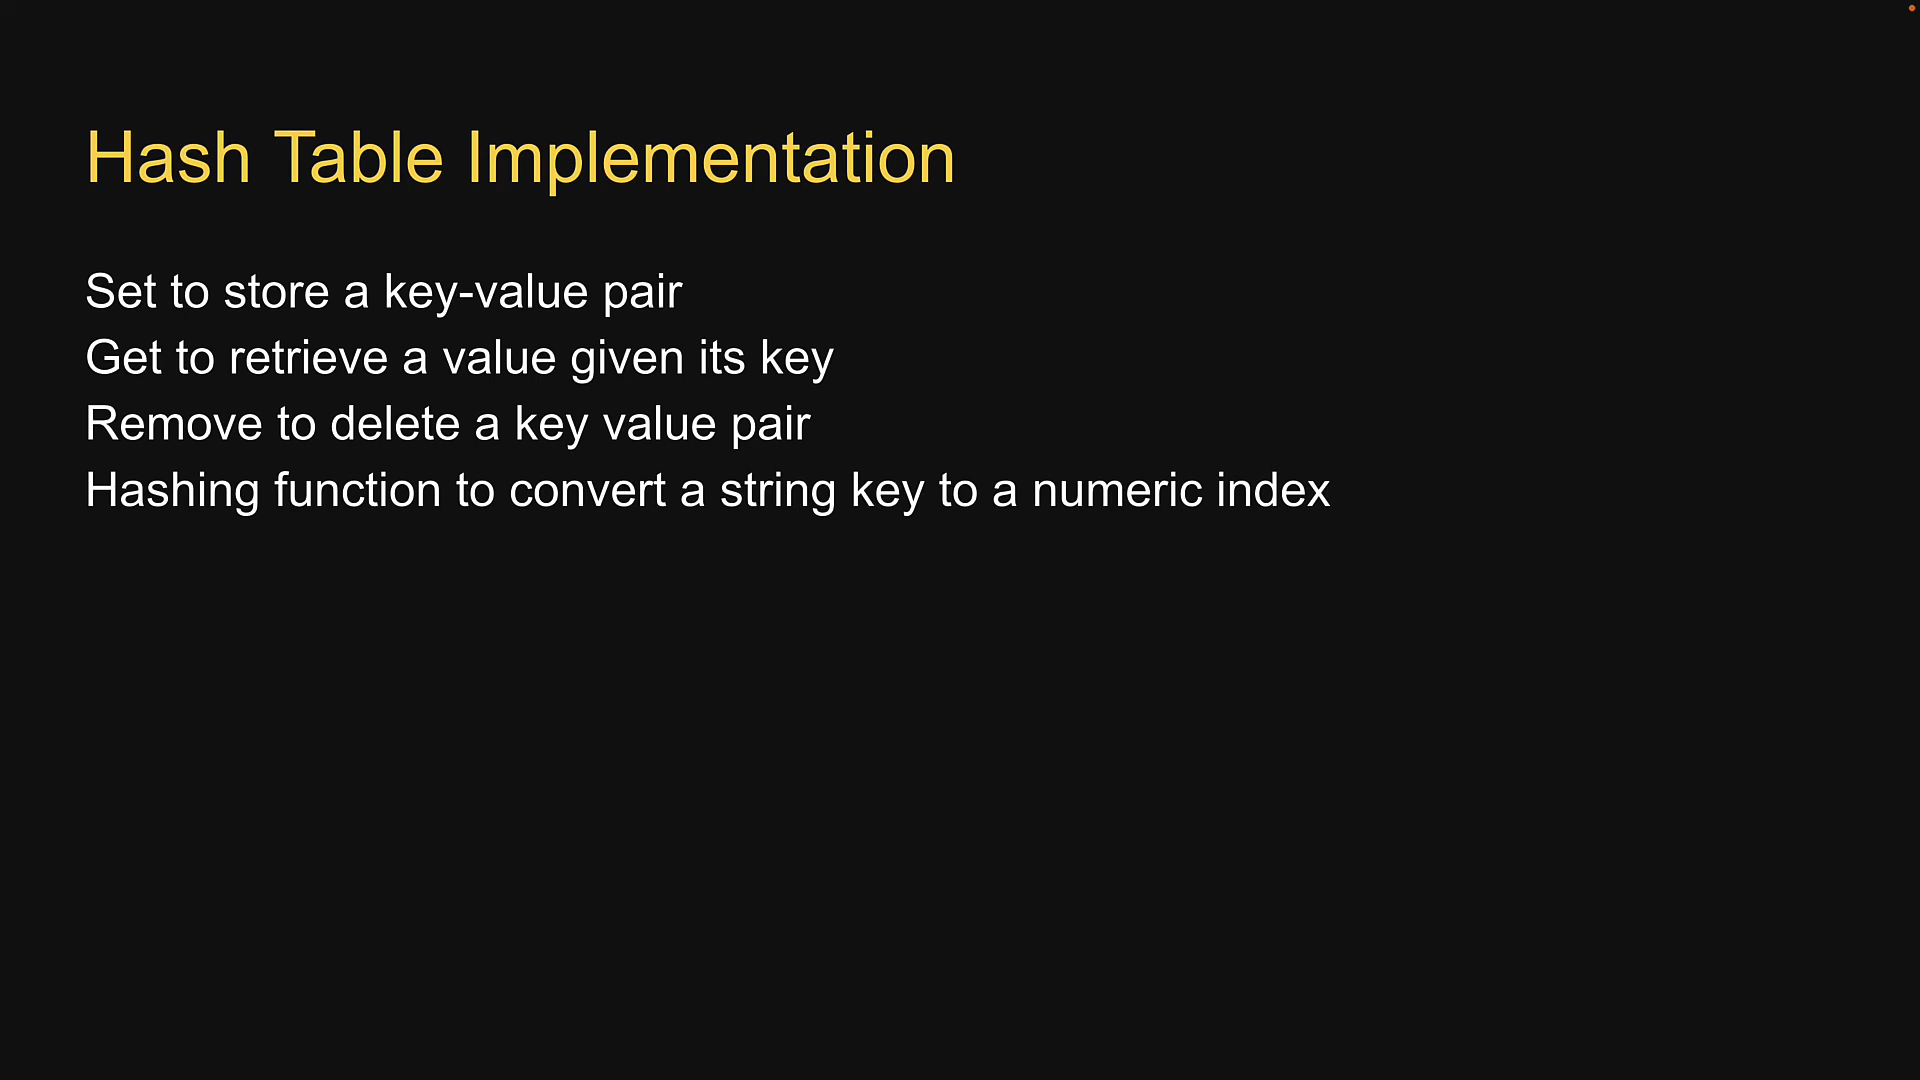 Hash Table Implementation
Set to store a key-value pair
Get to retrieve a value given its key
Remove to delete a key value pair
Hashing function to convert a string key to a numeric index